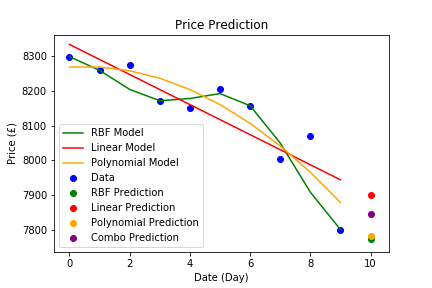 Price Prediction
Price (£)
8300
8200
8100
8000
7900
7800
RBF Model
Linear Model
Polynomial Model
Data
RBF Prediction
Linear Prediction
Polynomial Prediction
Combo Prediction
0 2 4 6 8 10
Date (Day)